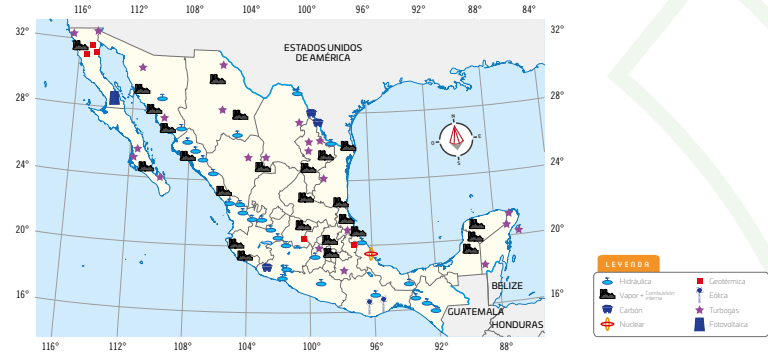 116° 112° 108° 104° 100° 96° 92° 88° 84°
32° 32°
28° 28°
24° 24°
20° 20°
16° 16°
116° 112° 108° 104° 100° 96° 92° 88°
ESTADOS UNIDOS
DE AMÉRICA
N
O E
S
BELIZE
GUATEMALA
HONDURAS
LEYENDA
Hidráulica
Vapor + Combustión
interna
Carbón
Nuclear
Geotérmica
Eólica
Turbogás
Fotovoltaica